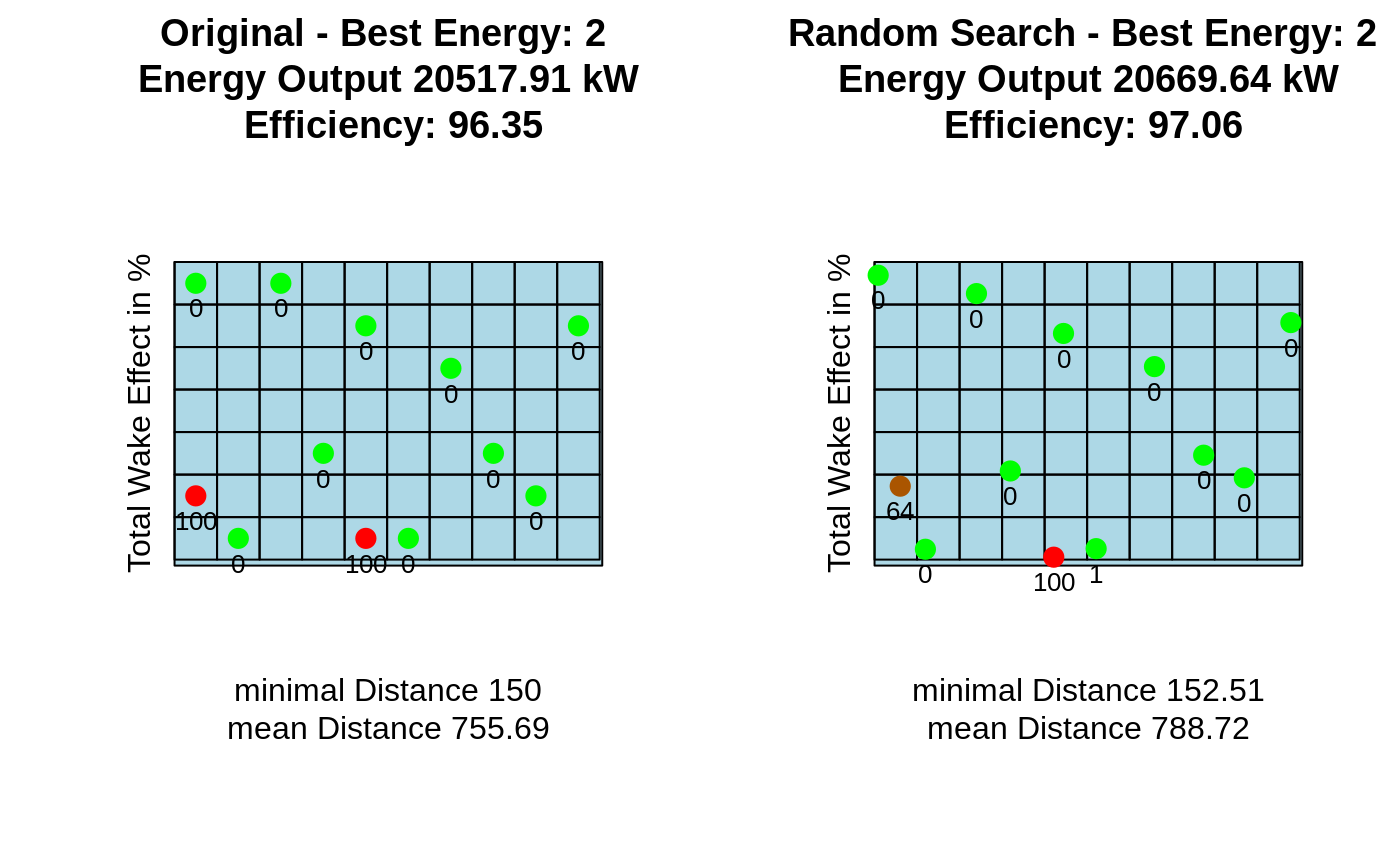 Original - Best Energy: 2
Energy Output 20517.91 kW
Efficiency: 96.35
Total Wake Effect in %
0
0
0
0
0
0
0
100
0
0
100
0
minimal Distance 150
mean Distance 755.69
Random Search - Best Energy: 2
Energy Output 20669.64 kW
Efficiency: 97.06
Total Wake Effect in %
0
0
0
0
0
0
0
0
64
0
100
1
minimal Distance 152.51
mean Distance 788.72